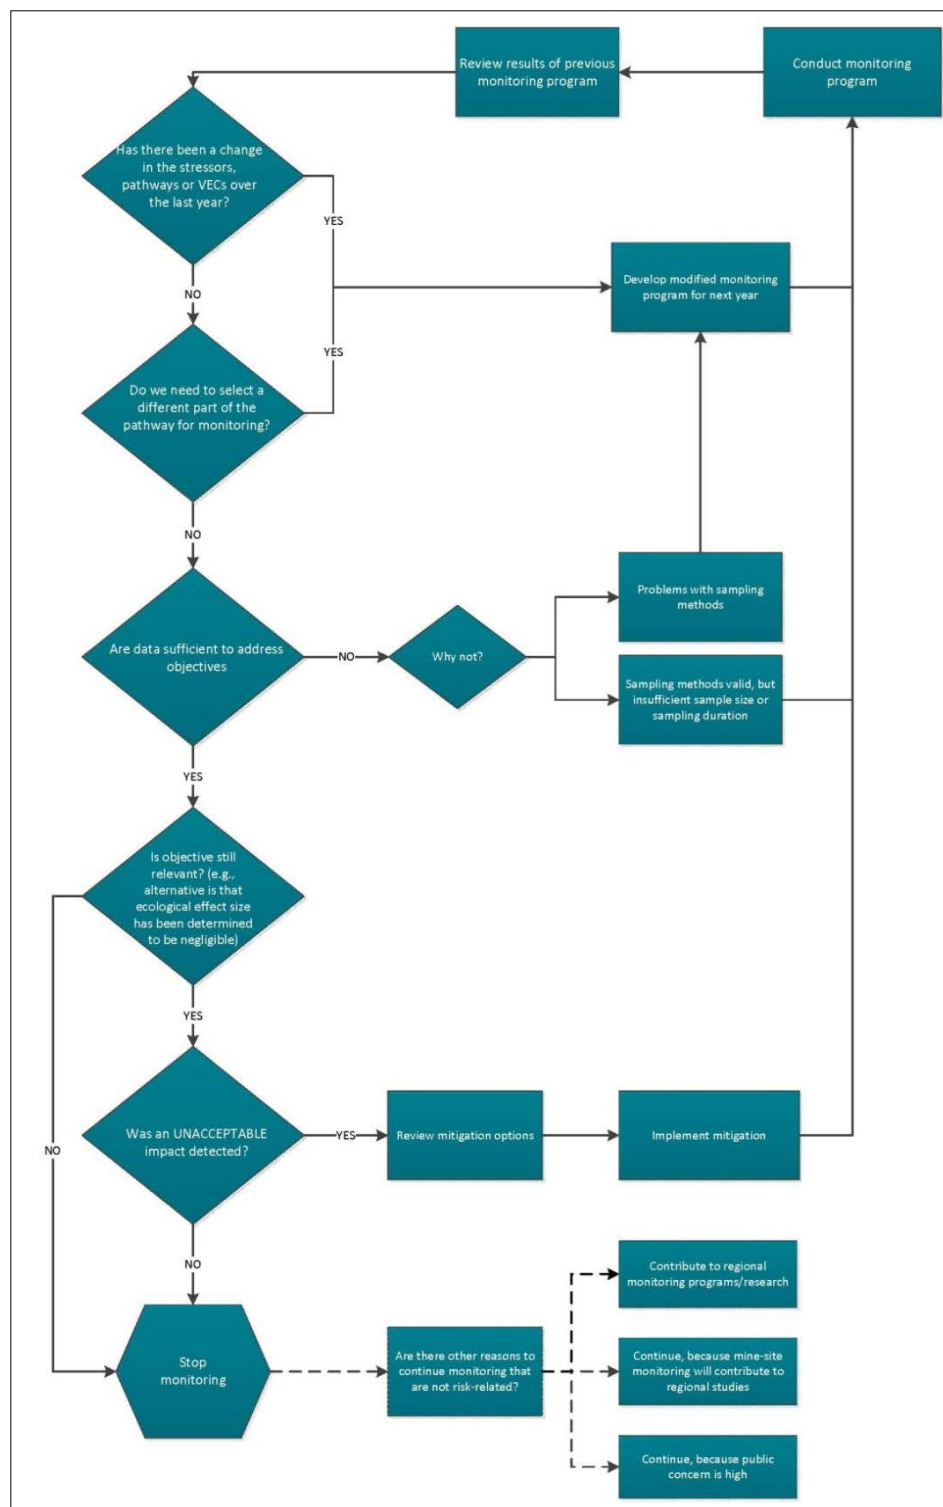 Review results of previous
monitoring program
Conduct monitoring
program
Has there been a change
in the stressors,
pathways or VECs over
the last year?
YES
NO
Develop modified monitoring
program for next year
YES
Do we need to select a
different part of the
pathway for monitoring?
NO
Problems with sampling
methods
Are data sufficient to address
objectives
NO
Why not?
Sampling methods valid, but
insufficient sample size or
sampling duration
YES
Is objective still
relevant? (e.g.,
alternative is that
ecological effect size
has been determined
to be negligible)
NO
YES
Was an UNACCEPTABLE
impact detected?
YES
Review mitigation options
Implement mitigation
NO
Stop
monitoring
Are there other reasons to
continue monitoring that
are not risk-related?
Contribute to regional
monitoring programs/research
Continue, because mine-site
monitoring will contribute to
regional studies
Continue, because public
concern is high